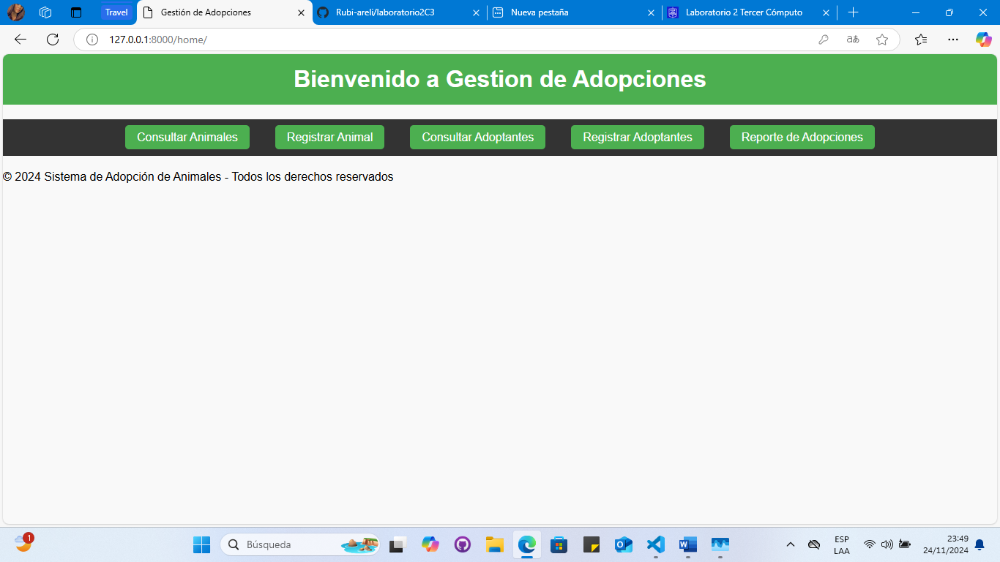 Travel
Gestión de Adopciones
Rubi-areli/laboratorio2C3
Nueva pestaña
Laboratorio 2 Tercer Cómputo
127.0.0.1:8000/home/
aあ
Bienvenido a Gestion de Adopciones
Consultar Animales
Registrar Animal
Consultar Adoptantes
Registrar Adoptantes
Reporte de Adopciones
© 2024 Sistema de Adopción de Animales - Todos los derechos reservados
1
Búsqueda
ESP
LAA
23:49
24/11/2024